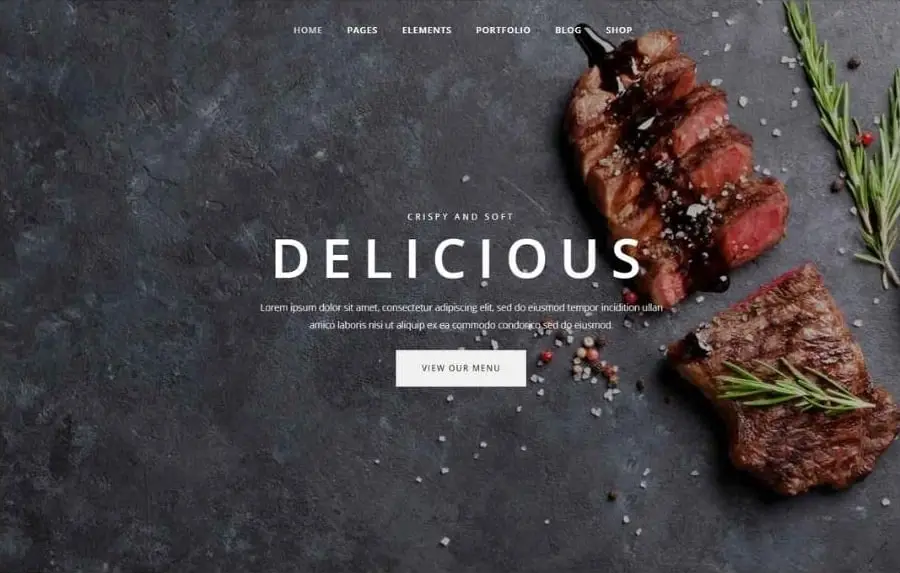 HOME PAGES ELEMENTS PORTFOLIO BLOG SHOP
CRISPY AND SOFT
DELICIOUS
Lorem ipsum dolor sit amet, consectetur adipiscing elit, sed do eiusmod tempor incidition ullan
amico laboris nisi ut aliquip ex ea commodo condorico sed do eiusmod.
VIEW OUR MENU